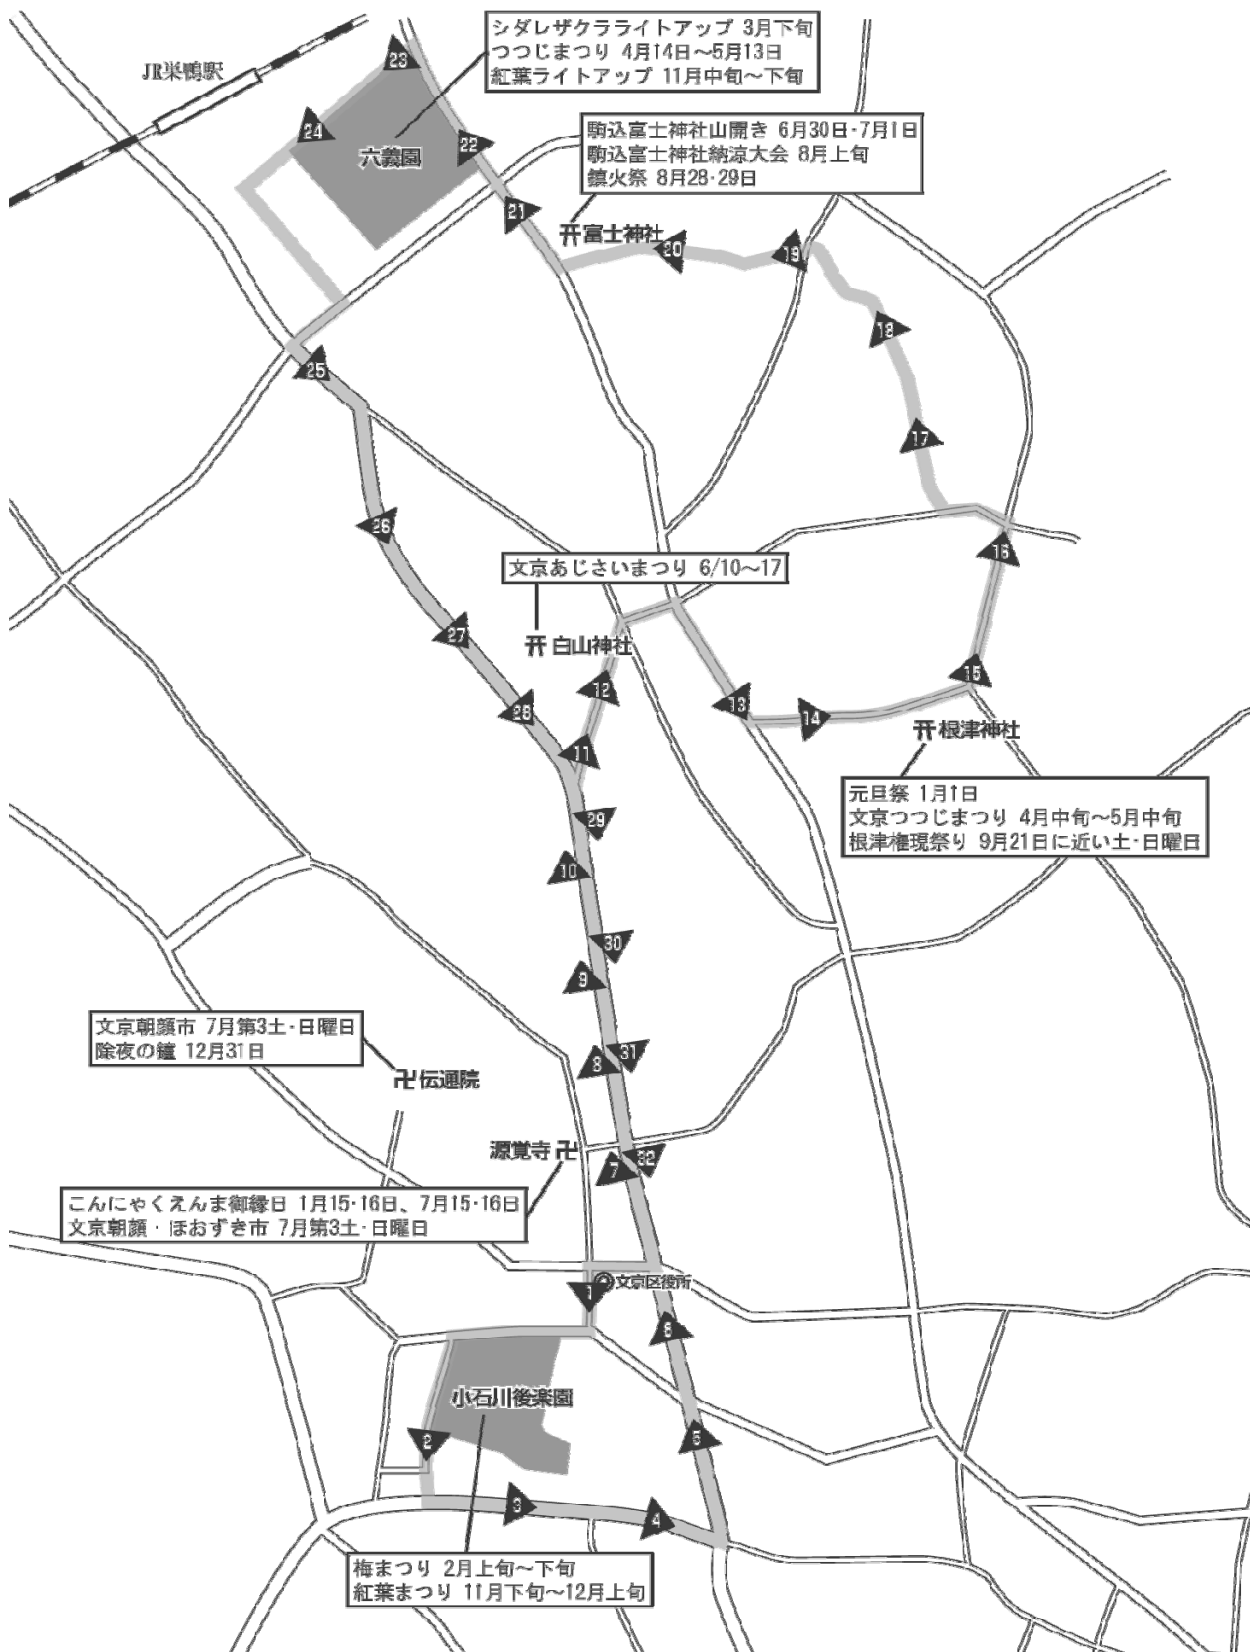 シダレザクラライトアップ 3月下旬
つつじまつり 4月14日～5月13日
紅葉ライトアップ 11月中旬～下旬
23
JR巣鴨駅
24
六義園
22
駒込富士神社山開き 6月30日・7月1日
駒込富士神社納涼大会 8月上旬
鎮火祭 8月28・29日
21
富士神社
20
19
18
25
17
26
16
文京あじさいまつり 6/10～17
27
白山神社
12
15
28
13
14
根津神社
11
元旦祭 1月1日
文京つつじまつり 4月中旬～5月中旬
根津権現祭り 9月21日に近い土・日曜日
29
10
30
9
文京朝顔市 7月第3土・日曜日
除夜の鐘 12月31日
31
8
伝通院
源覚寺
32
7
こんにゃくえんま御縁日 1月15・16日、7月15・16日
文京朝顔・ほおずき市 7月第3土・日曜日
文京区役所
1
6
小石川後楽園
2
5
3
4
梅まつり 2月上旬～下旬
紅葉まつり 11月下旬～12月上旬